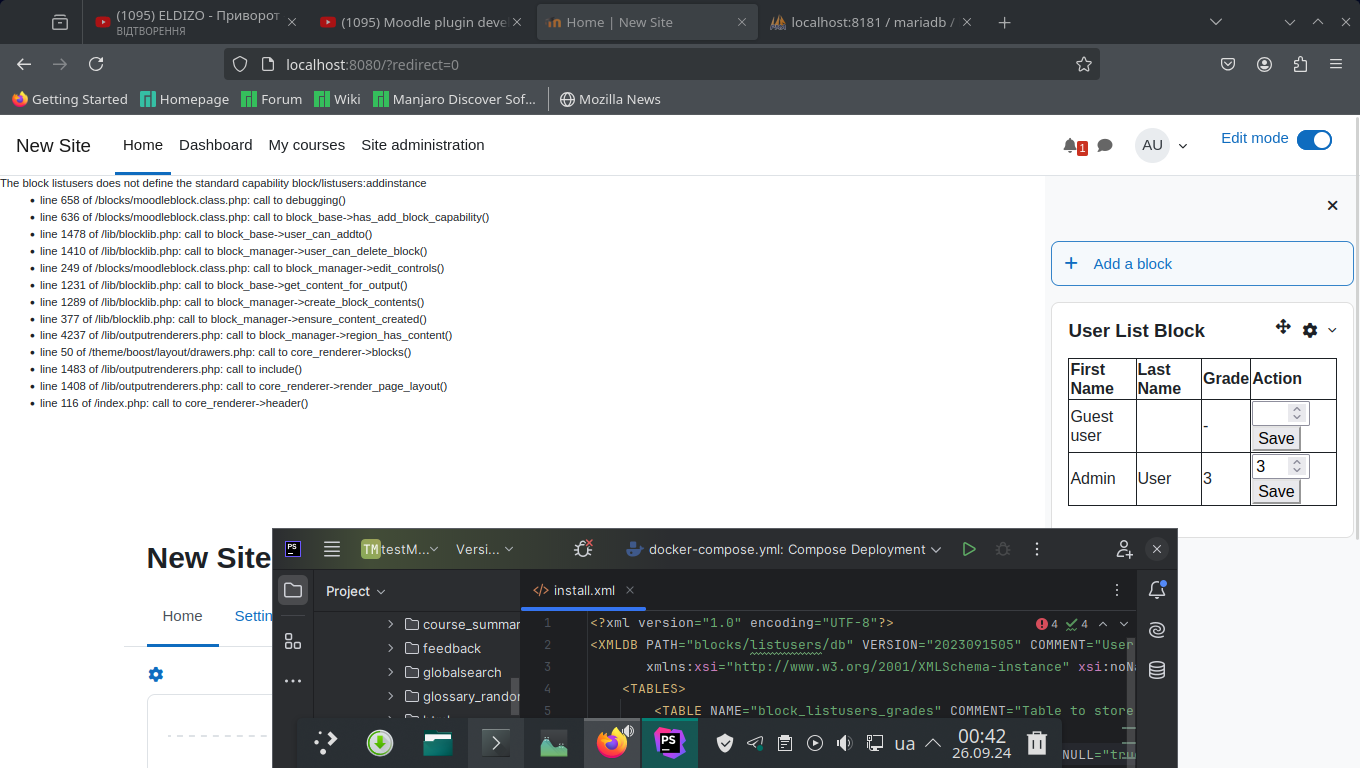 (1095) ELDIZO - Приворот
ВІДТВОРЕННЯ
(1095) Moodle plugin deve
Home | New Site
localhost:8181 / mariadb /
localhost:8080/?redirect=0
Getting Started
Homepage
Forum
Wiki
Manjaro Discover Sof...
Mozilla News
New Site
Home
Dashboard
My courses
Site administration
1
AU
Edit mode
The block listusers does not define the standard capability block/listusers:addinstance
line 658 of /blocks/moodleblock.class.php: call to debugging()
line 636 of /blocks/moodleblock.class.php: call to block_base->has_add_block_capability()
line 1478 of /lib/blocklib.php: call to block_base->user_can_addto()
line 1410 of /lib/blocklib.php: call to block_manager->user_can_delete_block()
line 249 of /blocks/moodleblock.class.php: call to block_manager->edit_controls()
line 1231 of /lib/blocklib.php: call to block_base->get_content_for_output()
line 1289 of /lib/blocklib.php: call to block_manager->create_block_contents()
line 377 of /lib/blocklib.php: call to block_manager->ensure_content_created()
line 4237 of /lib/outputrenderers.php: call to block_manager->region_has_content()
line 50 of /theme/boost/layout/drawers.php: call to core_renderer->blocks()
line 1483 of /lib/outputrenderers.php: call to include()
line 1408 of /lib/outputrenderers.php: call to core_renderer->render_page_layout()
line 116 of /index.php: call to core_renderer->header()
Add a block
User List Block
First Name
Last Name
Grade
Action
Guest user
-
Save
Admin
User
3
3
Save
New Site
Home
Settin
PS
TM
testM...
Versi...
docker-compose.yml: Compose Deployment
Project
install.xml
course_summar
feedback
globalsearch
glossary_randor
1 <?xml version="1.0" encoding="UTF-8"?>
4
4
2 <XMLDB PATH="blocks/listusers/db" VERSION="2023091505" COMMENT="User
3 xmlns:xsi="http://www.w3.org/2001/XMLSchema-instance" xsi:noNa
4 <TABLES>
5 <TABLE NAME="block_listusers_grades" COMMENT="Table to store
NULL="tru
PS
ua
00:42
26.09.24